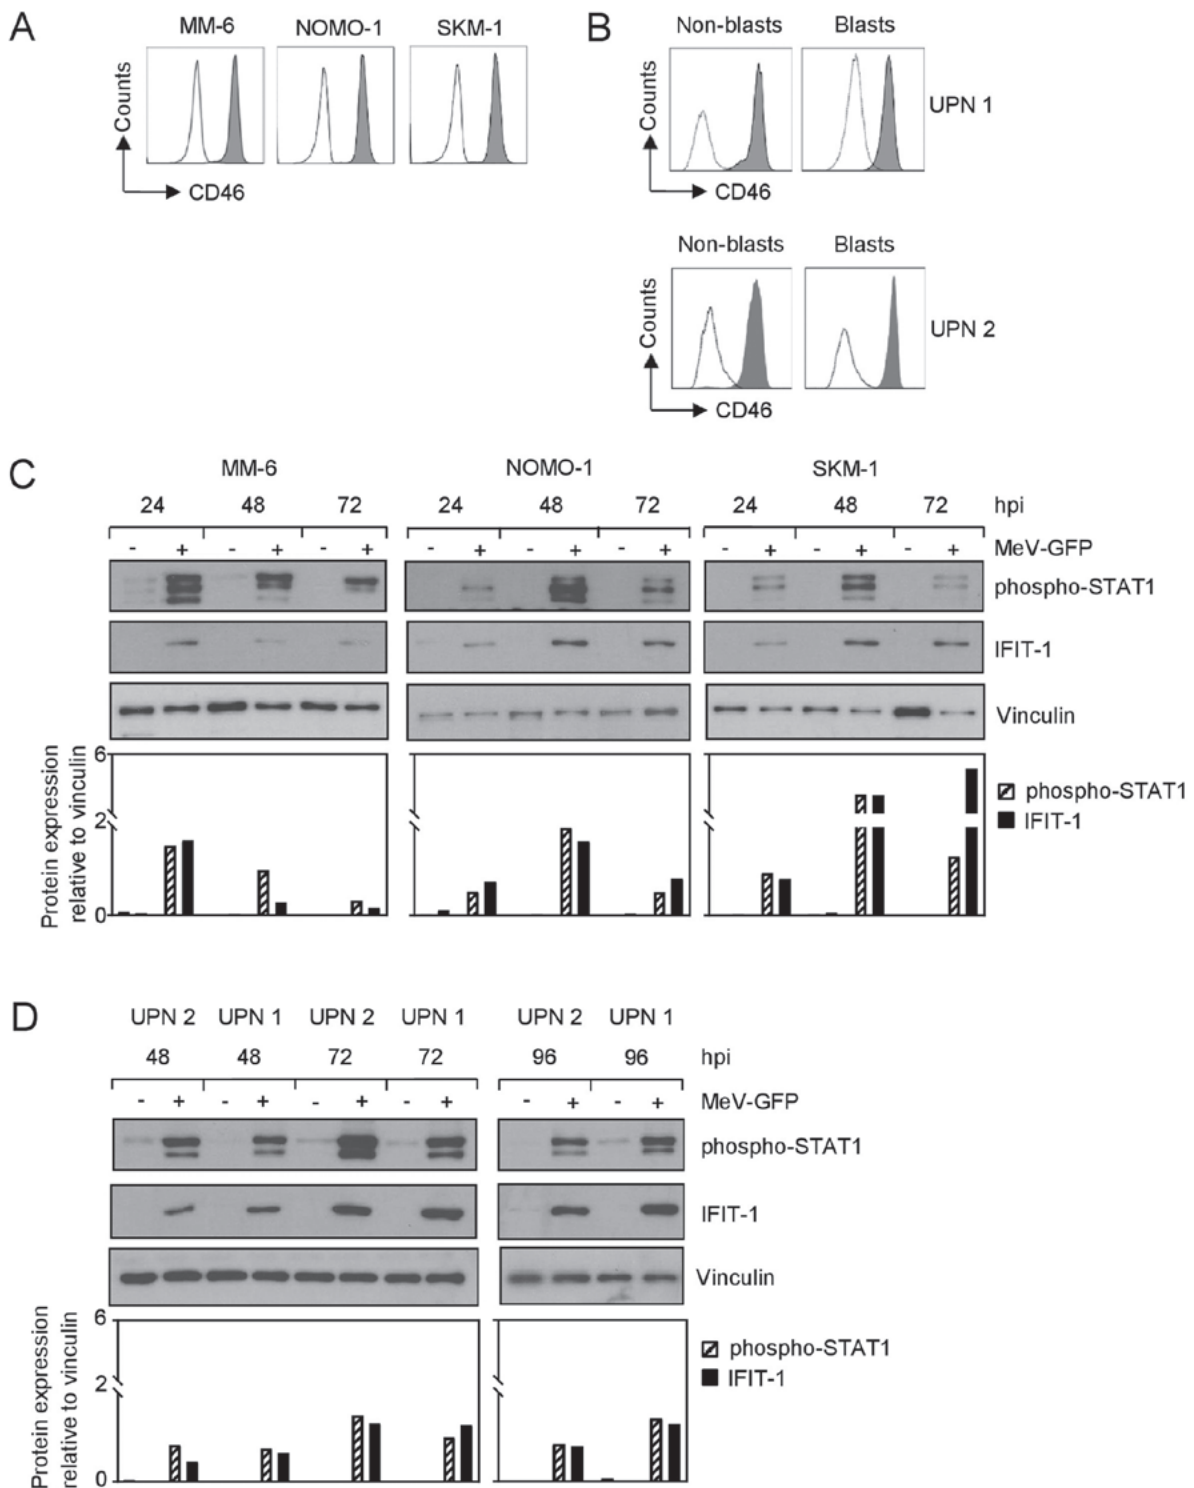 A
MM-6 NOMO-1 SKM-1
Counts
CD46
B
Non-blasts Blasts
Counts
UPN 1
CD46
Non-blasts Blasts
Counts
UPN 2
CD46
C
MM-6 NOMO-1 SKM-1
24 48 72 24 48 72 24 48 72 hpi
- + - + - + - + - + - + - + - + - + MeV-GFP
phospho-STAT1
IFIT-1
Vinculin
Protein expression
relative to vinculin
6
2
0
phospho-STAT1
IFIT-1
D
UPN 2 UPN 1 UPN 2 UPN 1 UPN 2 UPN 1
48 48 72 72 96 96 hpi
- + - + - + - + - + - + MeV-GFP
phospho-STAT1
IFIT-1
Vinculin
Protein expression
relative to vinculin
6
2
0
phospho-STAT1
IFIT-1